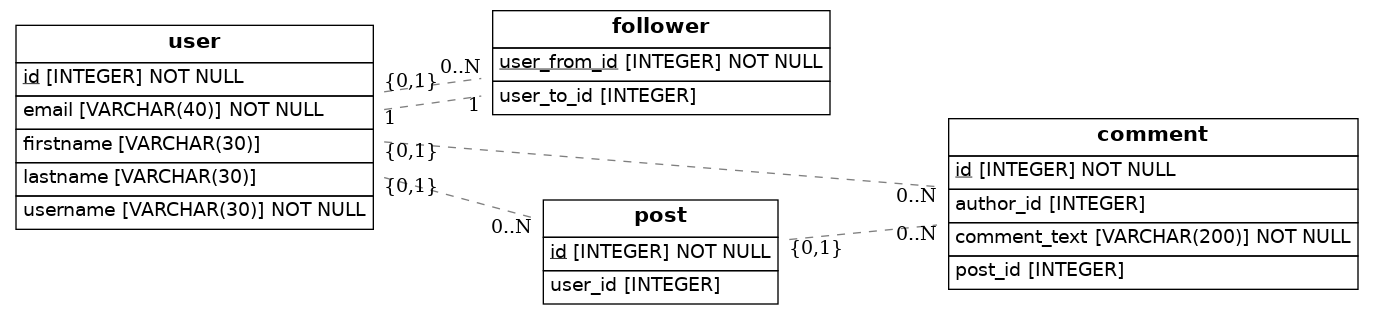 user
id [INTEGER] NOT NULL
email [VARCHAR(40)] NOT NULL
firstname [VARCHAR(30)]
lastname [VARCHAR(30)]
username [VARCHAR(30)] NOT NULL
follower
user_from_id [INTEGER] NOT NULL
user_to_id [INTEGER]
{0,1}
0..N
1
1
{0,1}
0..N
{0,1}
0..N
post
id [INTEGER] NOT NULL
user_id [INTEGER]
{0,1}
0..N
comment
id [INTEGER] NOT NULL
author_id [INTEGER]
comment_text [VARCHAR(200)] NOT NULL
post_id [INTEGER]